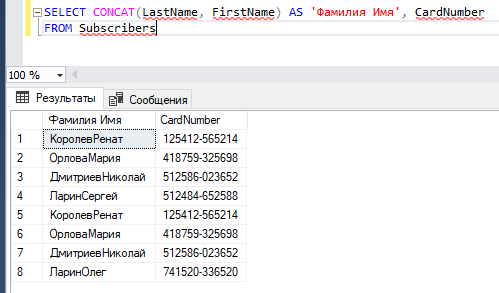 SELECT CONCAT(LastName, FirstName) AS 'Фамилия Имя', CardNumber
FROM Subscribers
100 %
Результаты Сообщения
Фамилия Имя CardNumber
1 КоролевРенат 125412-565214
2 ОрловаМария 418759-325698
3 ДмитриевНиколай 512586-023652
4 ЛаринСергей 512484-652588
5 КоролевРенат 125412-565214
6 ОрловаМария 418759-325698
7 ДмитриевНиколай 512586-023652
8 ЛаринОлег 741520-336520